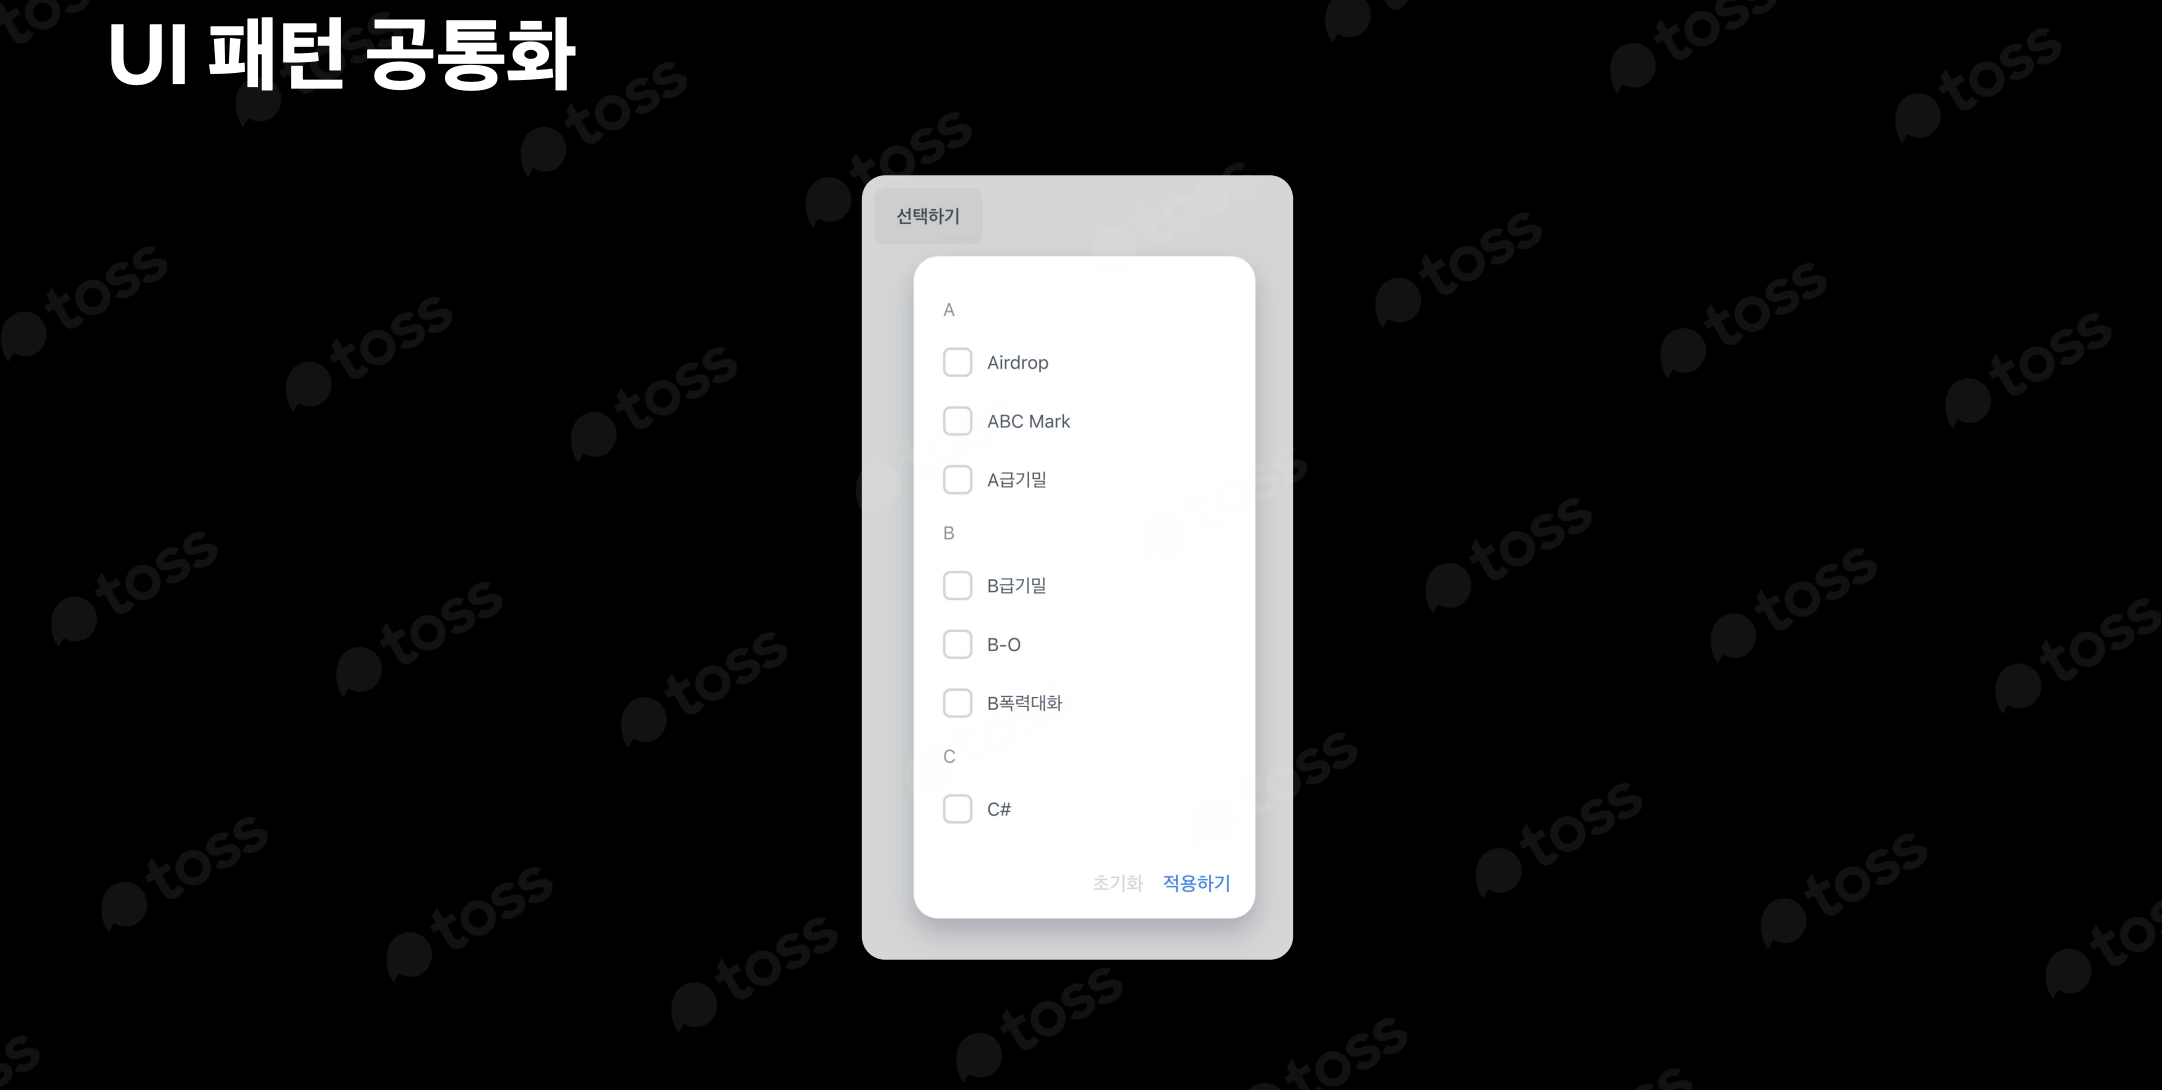 UI 패턴 공통화
선택하기
A
Airdrop
ABC Mark
A급기밀
B
B급기밀
B-O
B폭력대화
C
C#
초기화 적용하기
toss